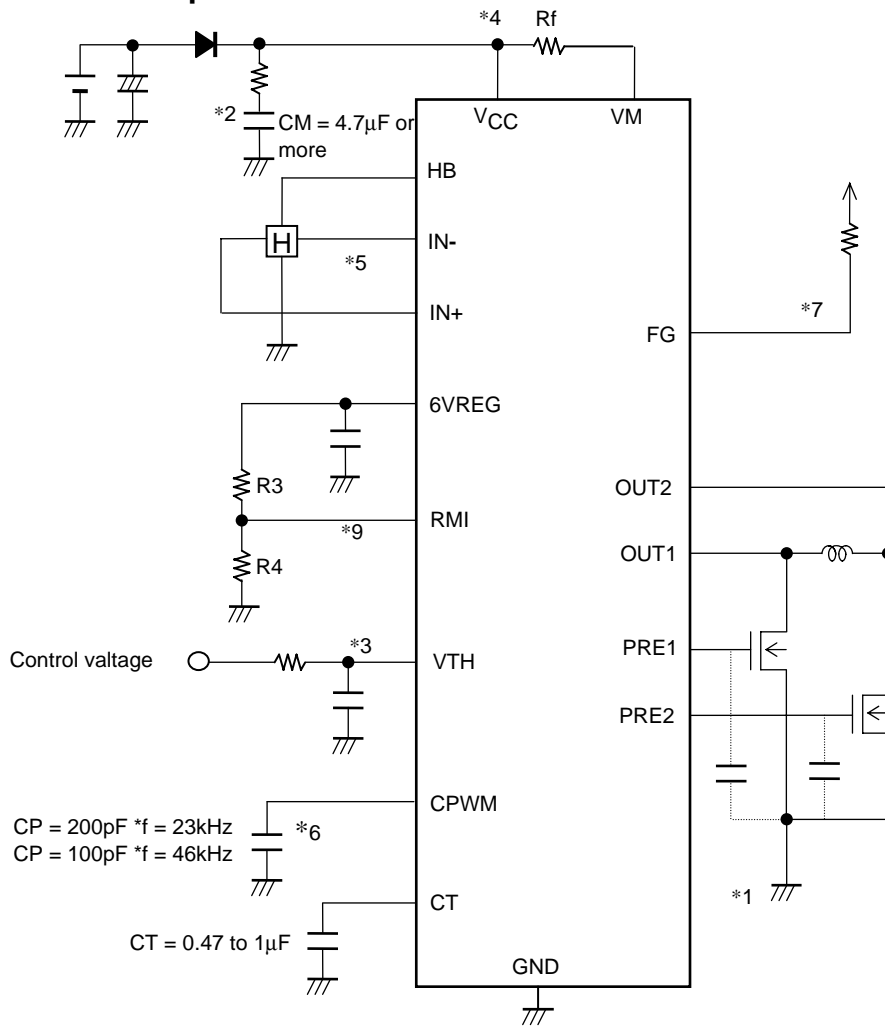 *4 Rf
VCC VM
*2 CM = 4.7μF or
more
HB
H
IN-
*5
IN+
*7
FG
6VREG
R3
OUT2
RMI
*9
OUT1
R4
*3
PRE1
Control valtage
VTH
PRE2
CPWM
CP = 200pF *f = 23kHz
*6
CP = 100pF *f = 46kHz
*1
CT
CT = 0.47 to 1μF
GND